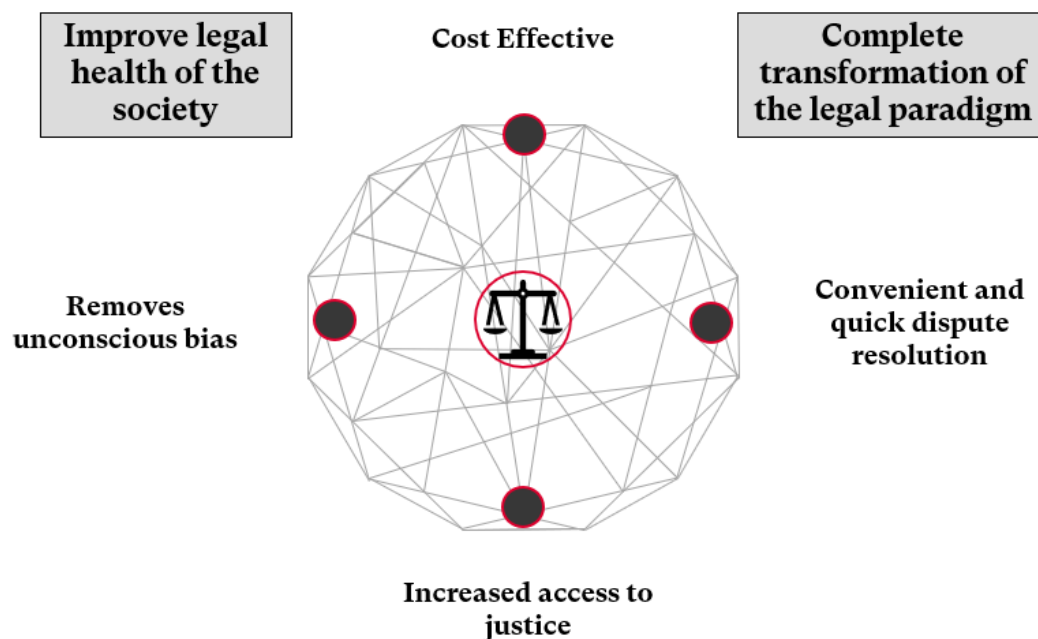 Improve legal
health of the
society
Cost Effective
Complete
transformation of
the legal paradigm
Removes
unconscious bias
Convenient and
quick dispute
resolution
Increased access to
justice